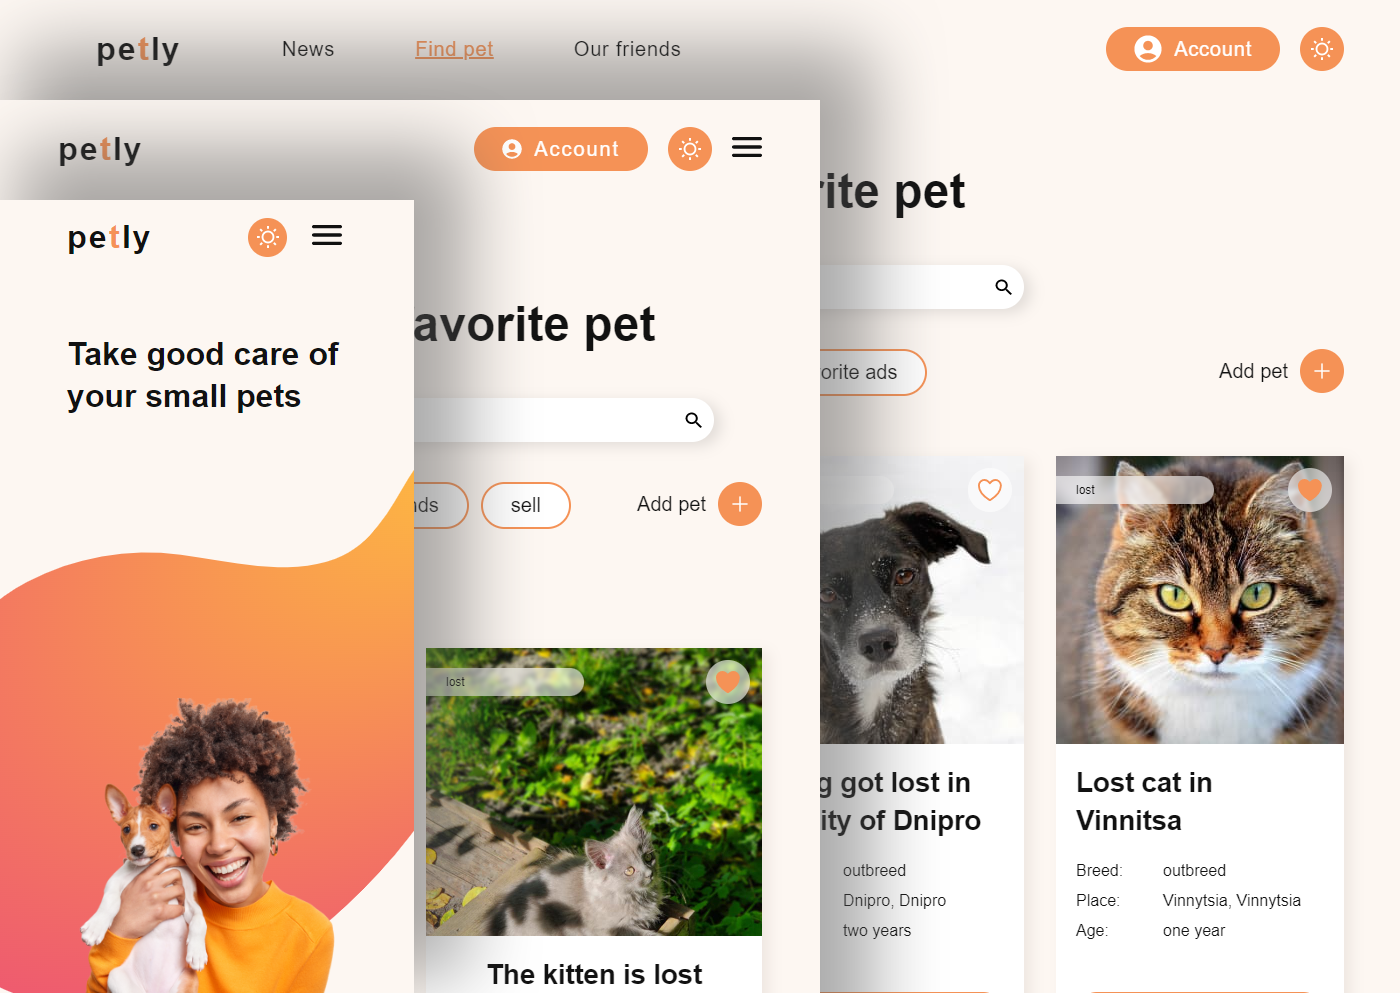 petly
News
Find pet
Our friends
Account
petly
Account
petly
Take good care of
your small pets
rite pet
avorite pet
orite ads
Add pet
nds
sell
Add pet
lost
The kitten is lost
g got lost in
ity of Dnipro
outbreed
Dnipro, Dnipro
two years
lost
Lost cat in
Vinnitsa
Breed: outbreed
Place: Vinnytsia, Vinnytsia
Age: one year